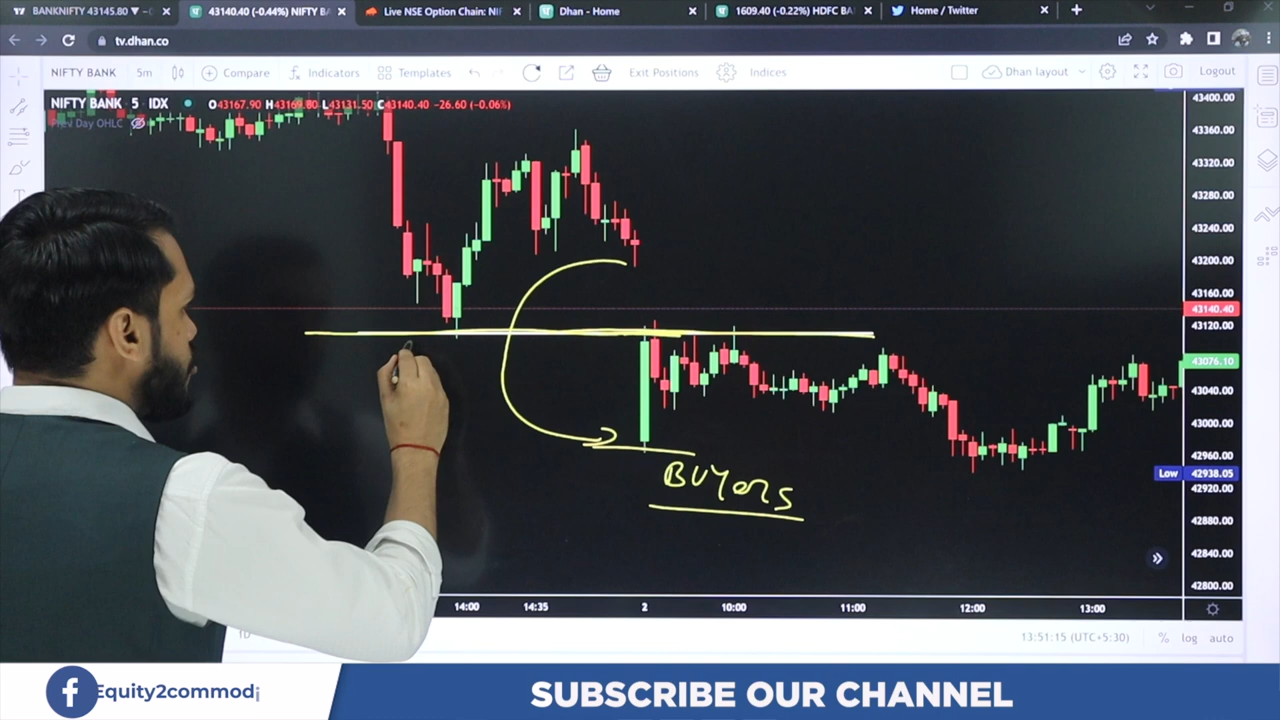 BANKNIFTY 43145.80 ▼ −
43140.40 (-0.44%) NIFTY BA
Live NSE Option Chain: NI
Dhan - Home
1609.40 (-0.22%) HDFC BA
Home / Twitter
tv.dhan.co
NIFTY BANK 5m Compare Indicators Templates Exit Positions Indices Dhan layout Logout
NIFTY BANK · 5 · IDX O43167.90 H43169.80 L43131.50 C43140.40 -26.60 (-0.06%)
Prev Day OHLC
43400.00
43360.00
43320.00
43280.00
43240.00
43200.00
43160.00
43140.40
43120.00
43076.10
43040.00
43000.00
42960.00
Low 42938.05
42920.00
42880.00
42840.00
42800.00
BUYers
14:00 14:35 2 10:00 11:00 12:00 13:00
1D
13:51:15 (UTC+5:30) % log auto
Equity2commodi
SUBSCRIBE OUR CHANNEL